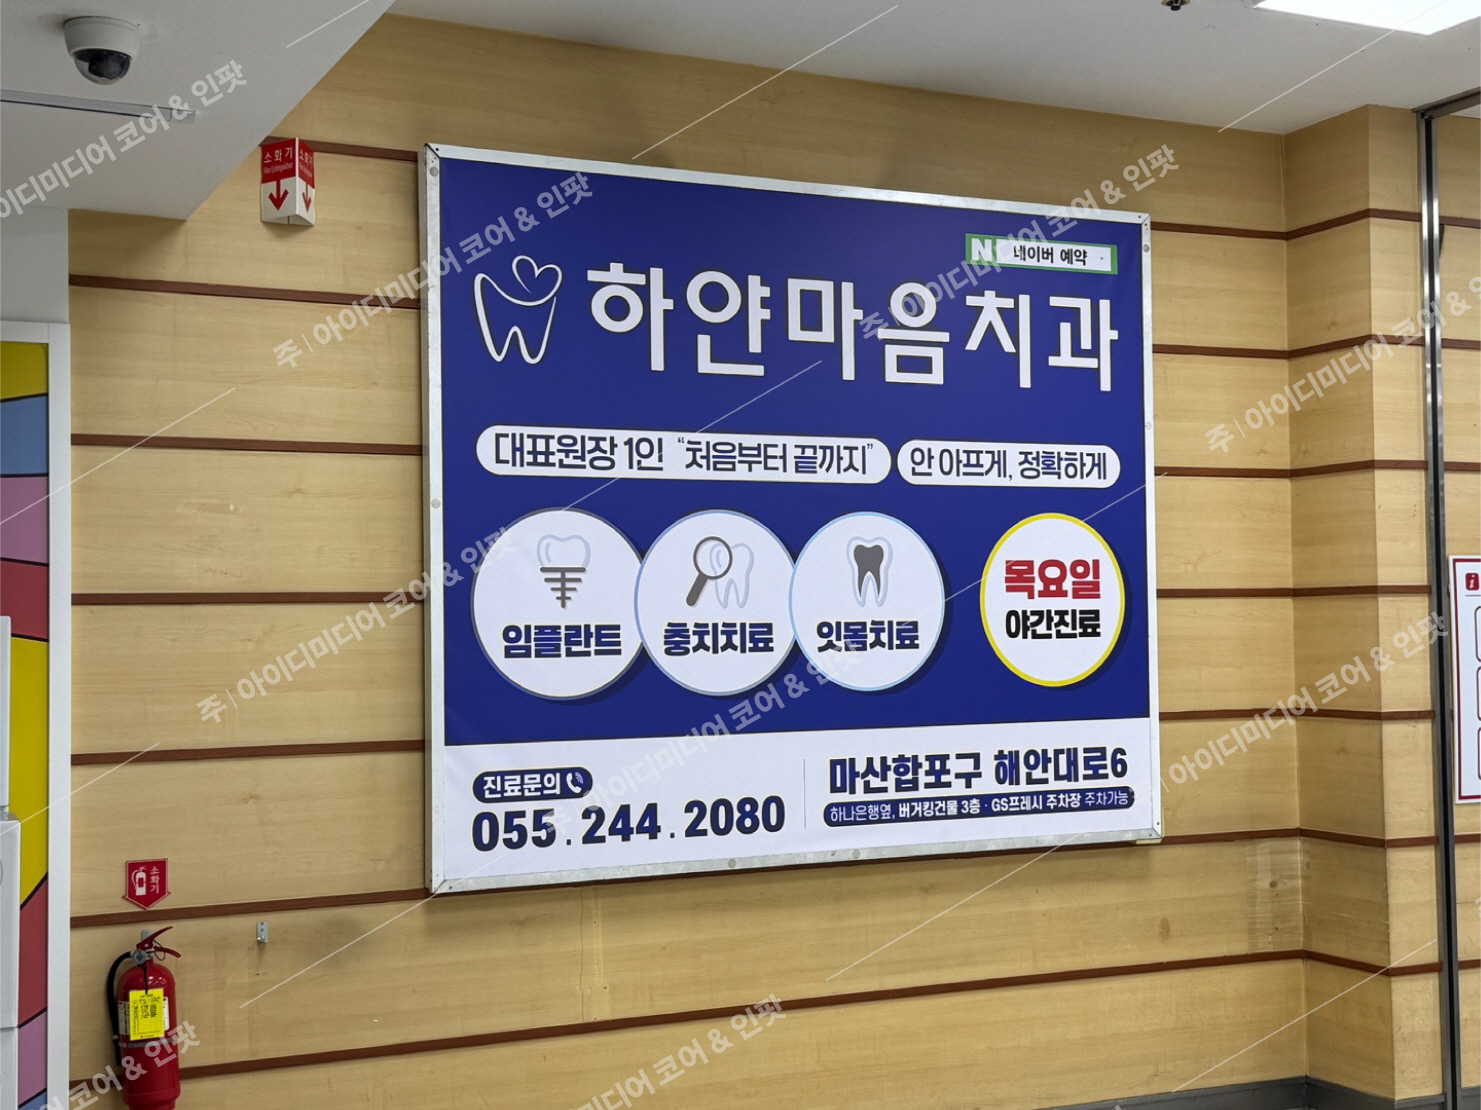 소화기
소화기
N 네이버 예약
하얀마음치과
대표원장 1인 “처음부터 끝까지”
안 아프게, 정확하게
임플란트
충치치료
잇몸치료
목요일
야간진료
진료문의
055.244.2080
마산합포구 해안대로6
하나은행옆, 버거킹건물 3층 · GS프레시 주차장 주차가능
소화기
주 | 아이디미디어 코어 & 인팟